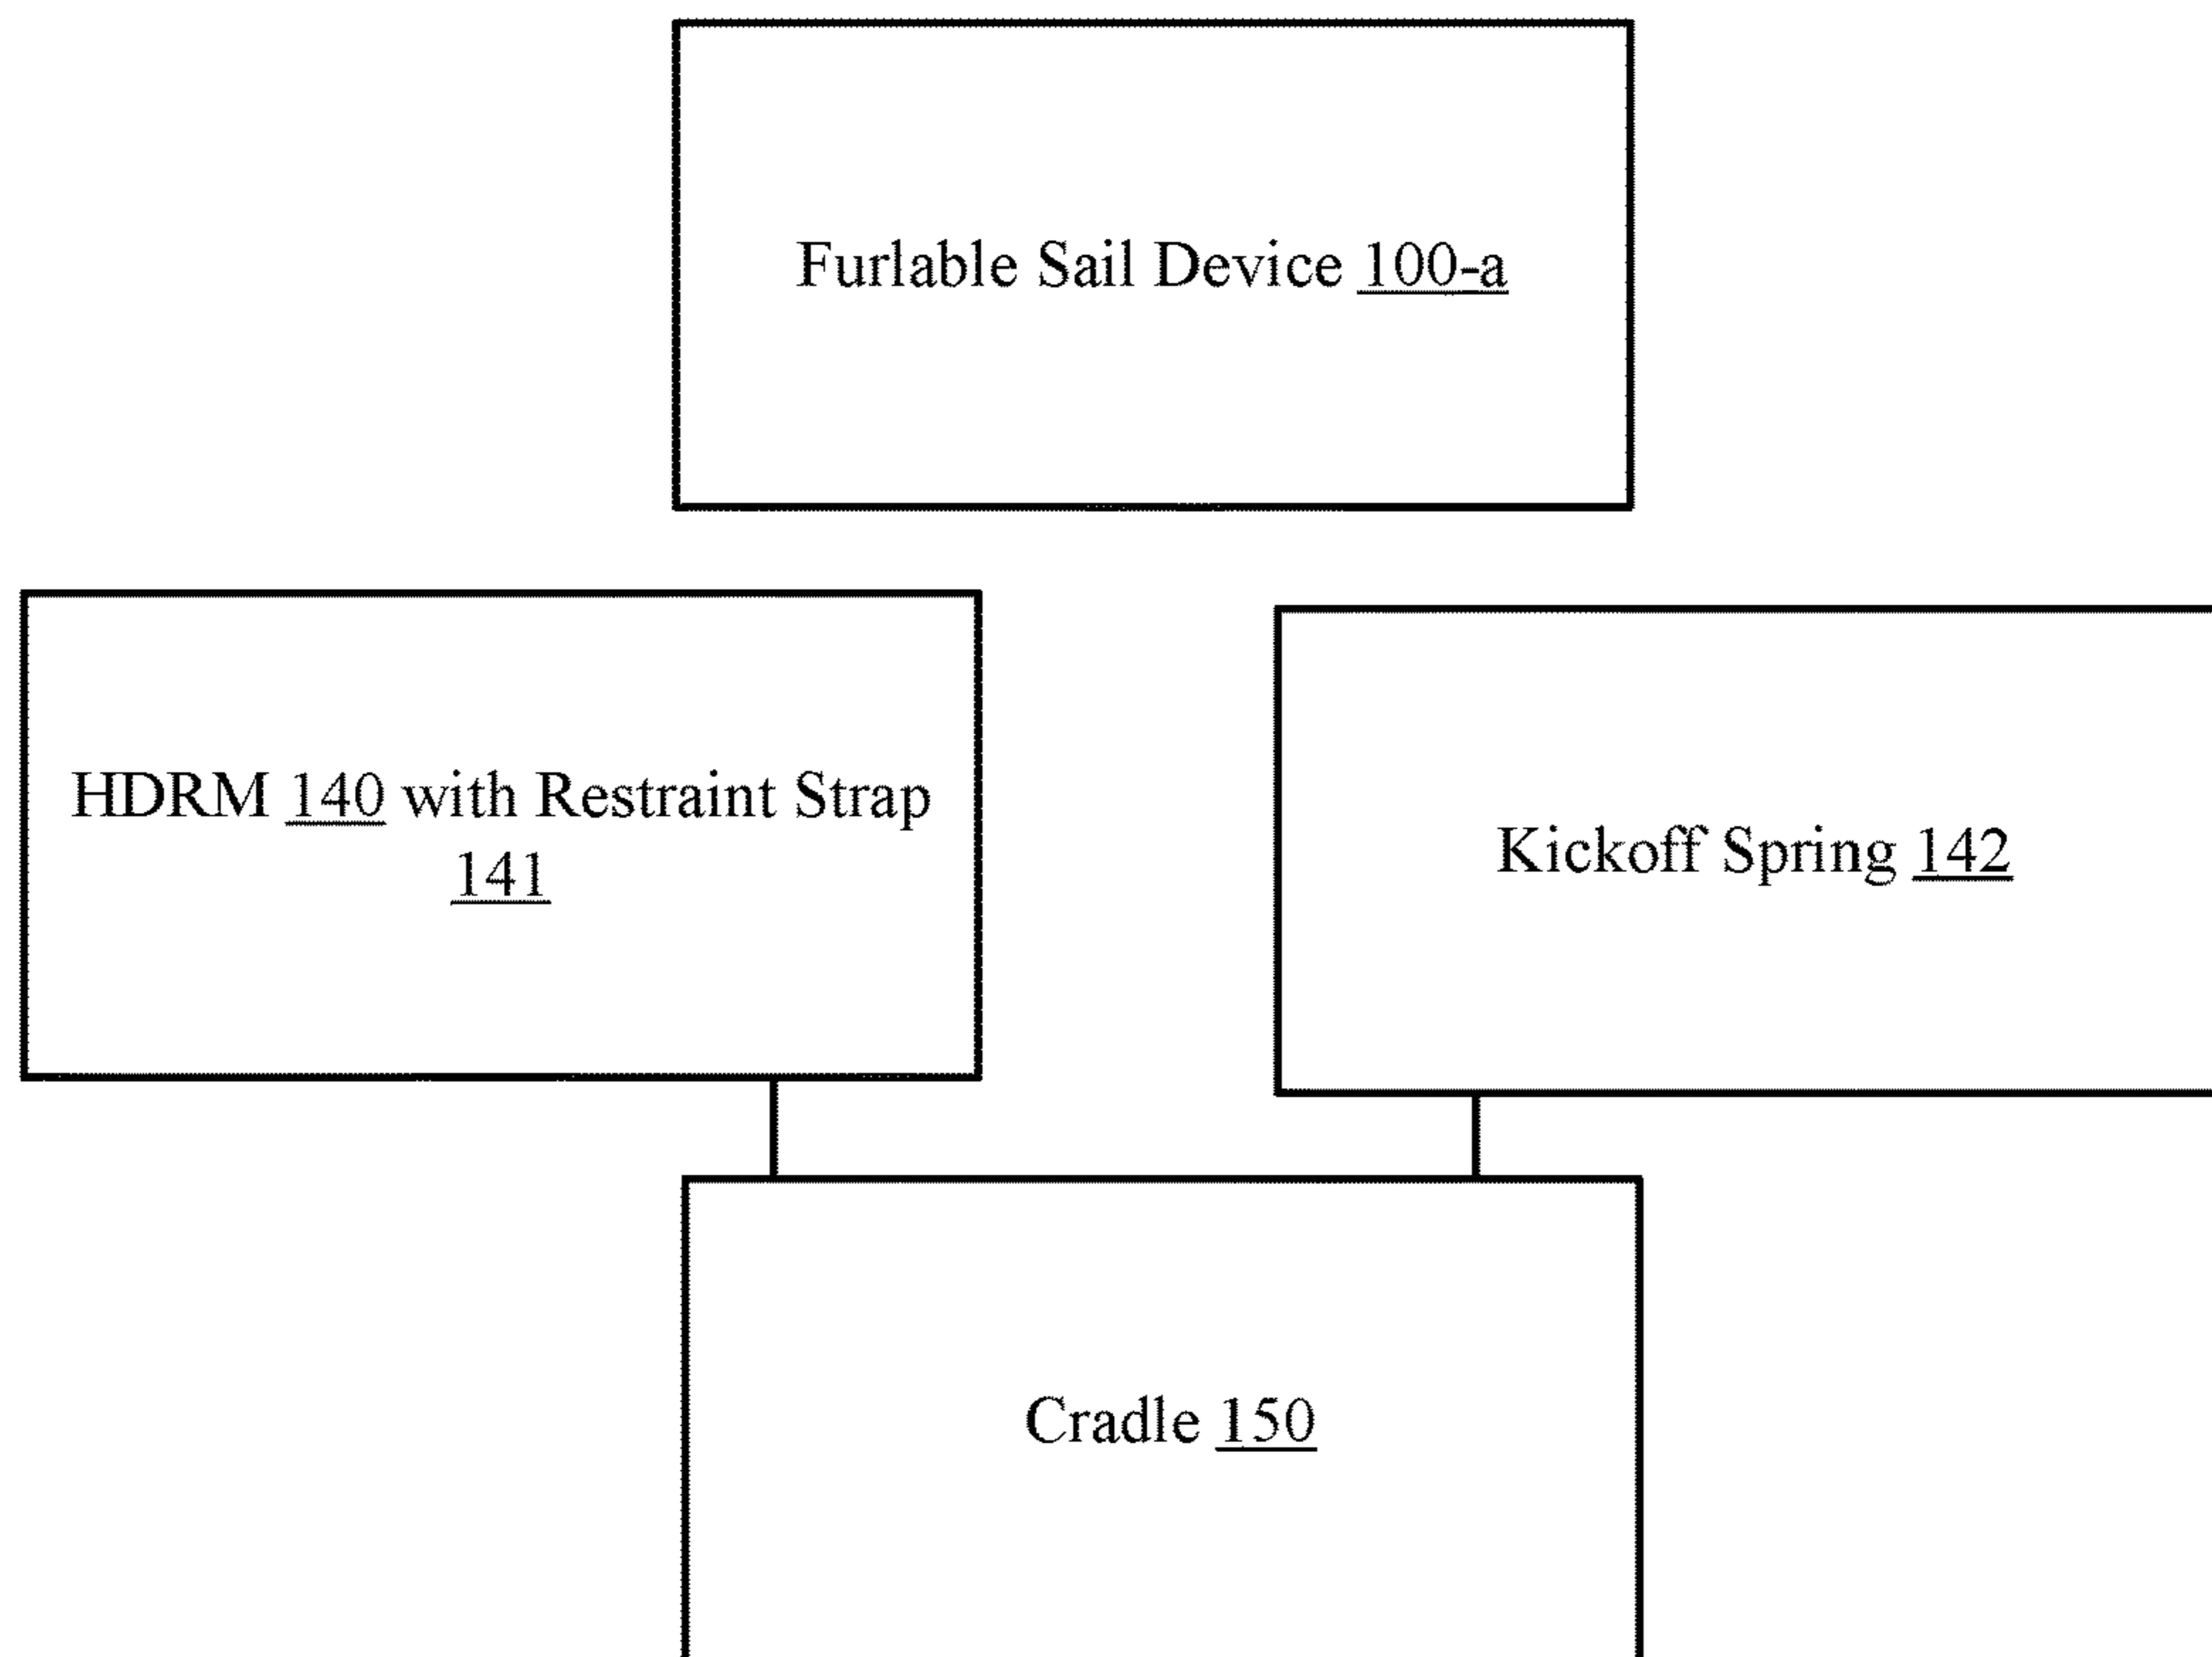 Furlable Sail Device 100-a
HDRM 140 with Restraint Strap
141
Kickoff Spring 142
Cradle 150